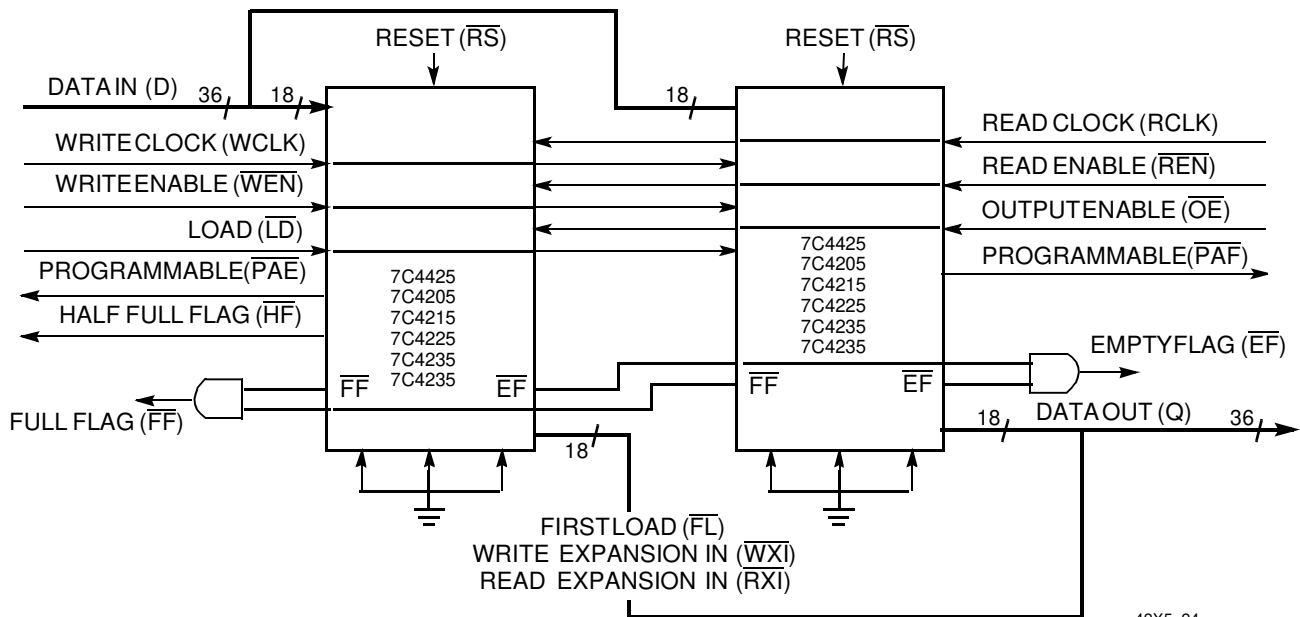 RESET (RS)
RESET (RS)
DATA IN (D)
36
18
18
READ CLOCK (RCLK)
WRITE CLOCK (WCLK)
READ ENABLE (REN)
WRITE ENABLE (WEN)
OUTPUT ENABLE (OE)
LOAD (LD)
PROGRAMMABLE (PAE)
PROGRAMMABLE (PAF)
HALF FULL FLAG (HF)
7C4425
7C4205
7C4215
7C4225
7C4235
7C4235
7C4425
7C4205
7C4215
7C4225
7C4235
7C4235
EMPTY FLAG (EF)
FF
EF
FF
EF
FULL FLAG (FF)
DATA OUT (Q)
18
36
18
FIRST LOAD (FL)
WRITE EXPANSION IN (WXI)
READ EXPANSION IN (RXI)